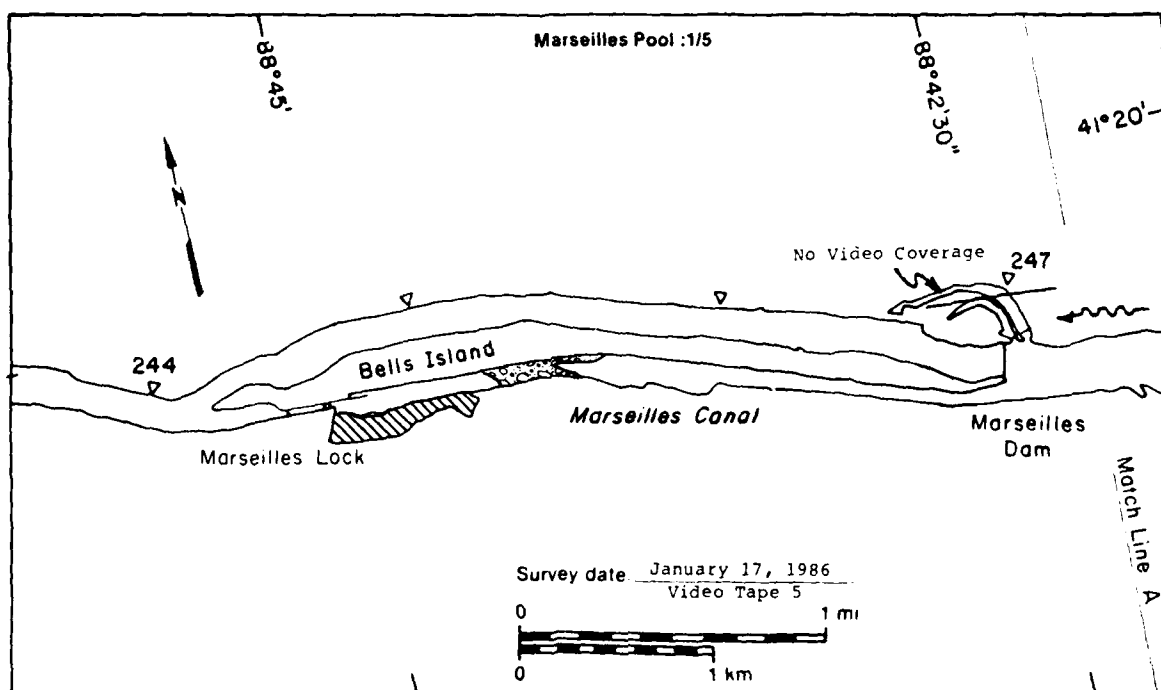 Marseilles Pool :1/5
88°45'
88°42'30"
41°20'
N
No Video Coverage
247
244
Bells Island
Marseilles Canal
Marseilles Lock
Marseilles
Dam
Match Line A
Survey date January 17, 1986
Video Tape 5
0 1 mi
0 1 km